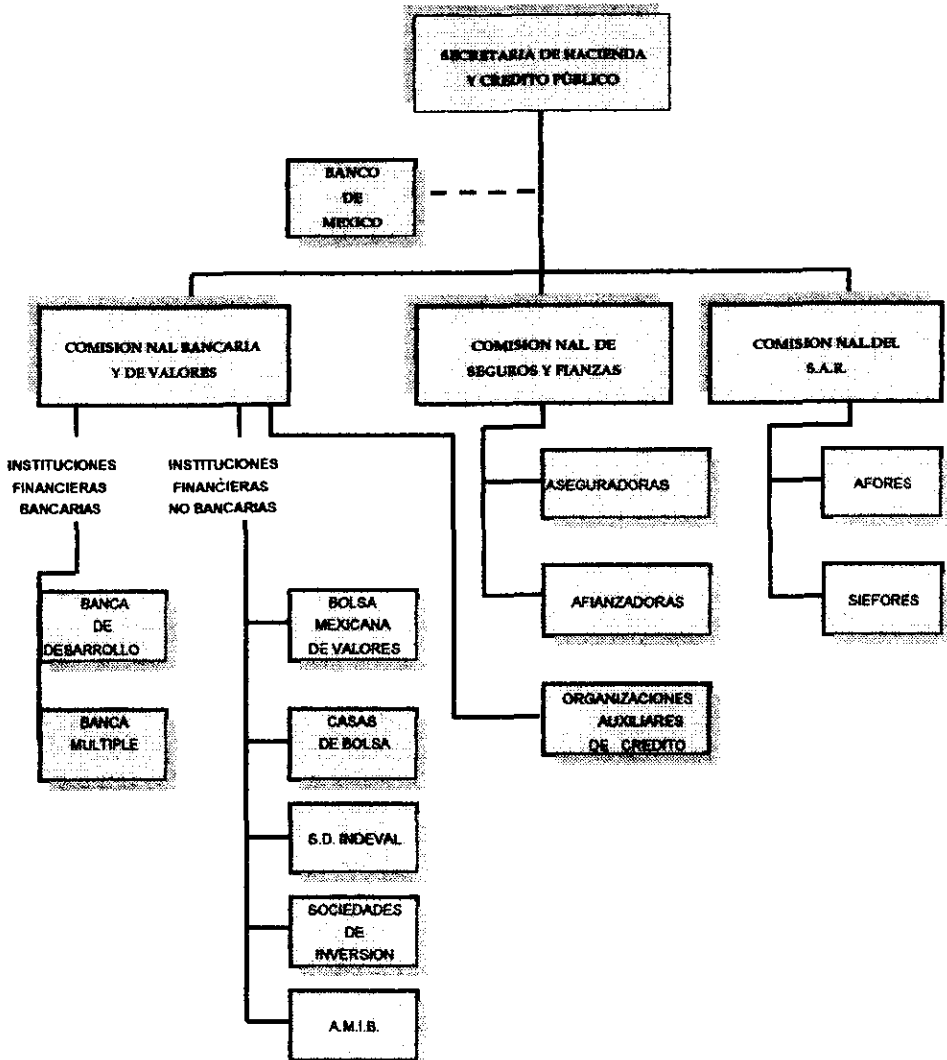 SECRETARIA DE HACIENDA
Y CREDITO PÚBLICO
BANCO
DE
MEXICO
COMISION NAL BANCARIA
Y DE VALORES
COMISION NAL. DE
SEGUROS Y FIANZAS
COMISION NAL.DEL
S.A.R.
INSTITUCIONES
FINANCIERAS
BANCARIAS
INSTITUCIONES
FINANCIERAS
NO BANCARIAS
ASEGURADORAS
AFORES
AFIANZADORAS
SIEFORES
BANCA
DE
DESARROLLO
BOLSA
MEXICANA
DE VALORES
BANCA
MULTIPLE
CASAS
DE BOLSA
ORGANIZACIONES
AUXILIARES
DE CREDITO
S.D. INDEVAL
SOCIEDADES
DE
INVERSION
A.M.I.B.